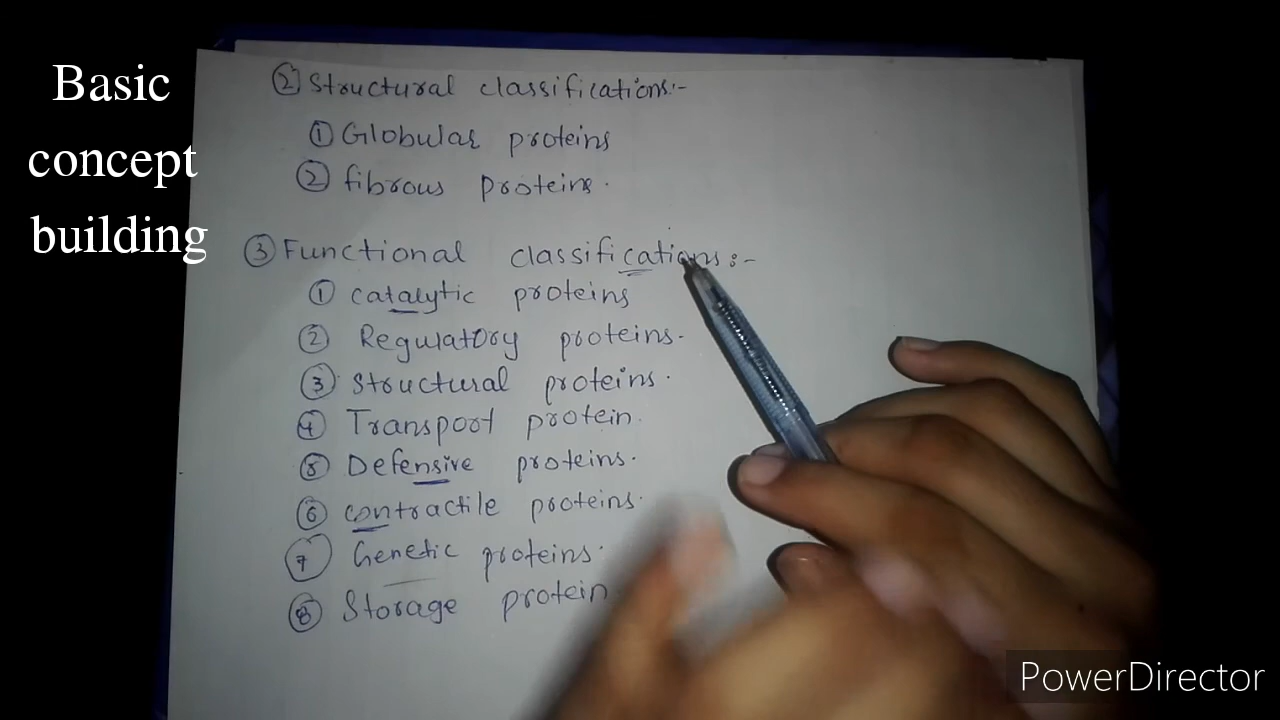 Basic
concept
building
② Structural classifications:-
① Globular proteins
② fibrous proteins.
③ Functional classifications:-
① catalytic proteins
② Regulatory proteins.
③ Structural proteins.
④ Transport protein.
⑤ Defensive proteins.
⑥ contractile proteins.
⑦ Genetic proteins.
⑧ Storage protein
PowerDirector